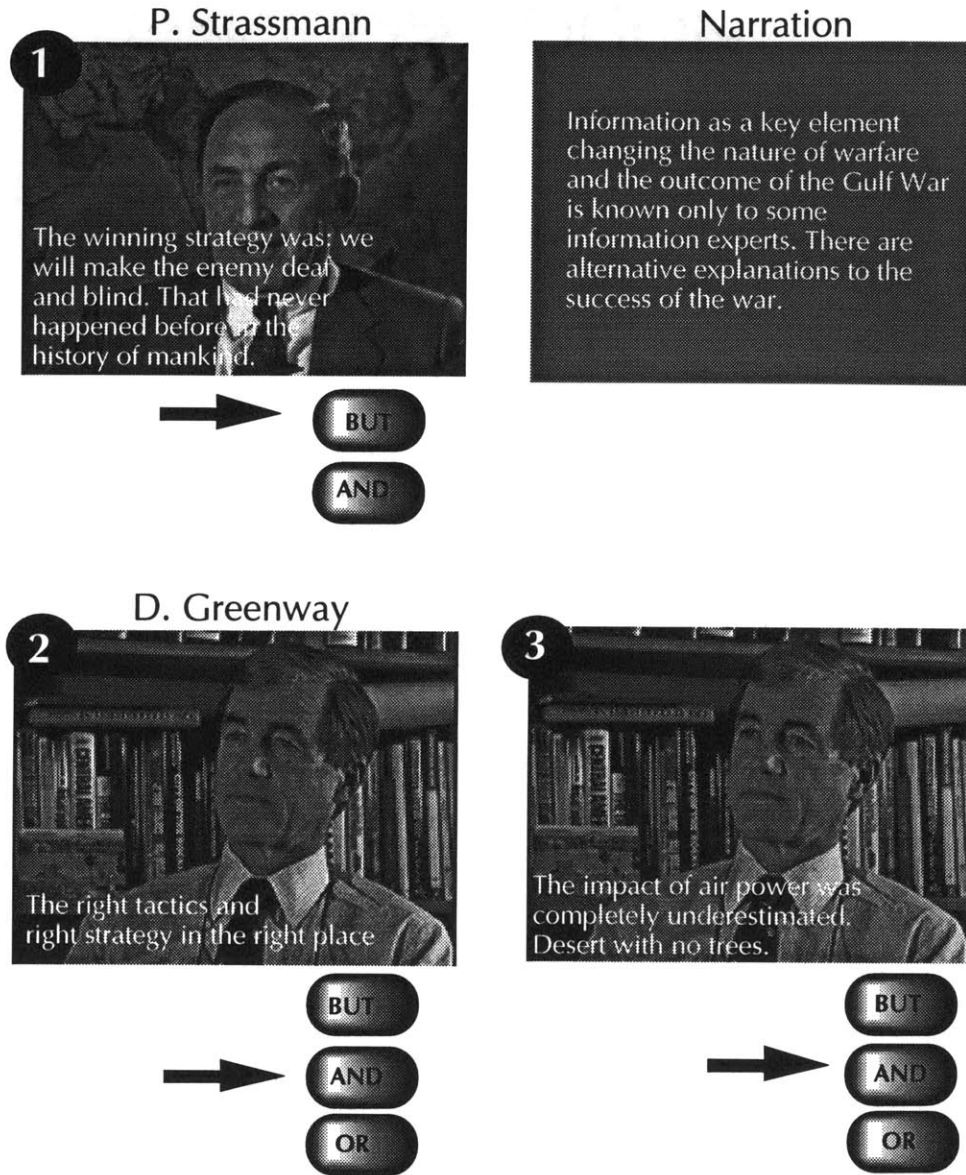 P. Strassmann
1
The winning strategy was: we
will make the enemy deaf
and blind. That had never
happened before in the
history of mankind.
BUT
AND
Narration
Information as a key element
changing the nature of warfare
and the outcome of the Gulf War
is known only to some
information experts. There are
alternative explanations to the
success of the war.
D. Greenway
2
The right tactics and
right strategy in the right place
BUT
AND
OR
3
The impact of air power was
completely underestimated.
Desert with no trees.
BUT
AND
OR